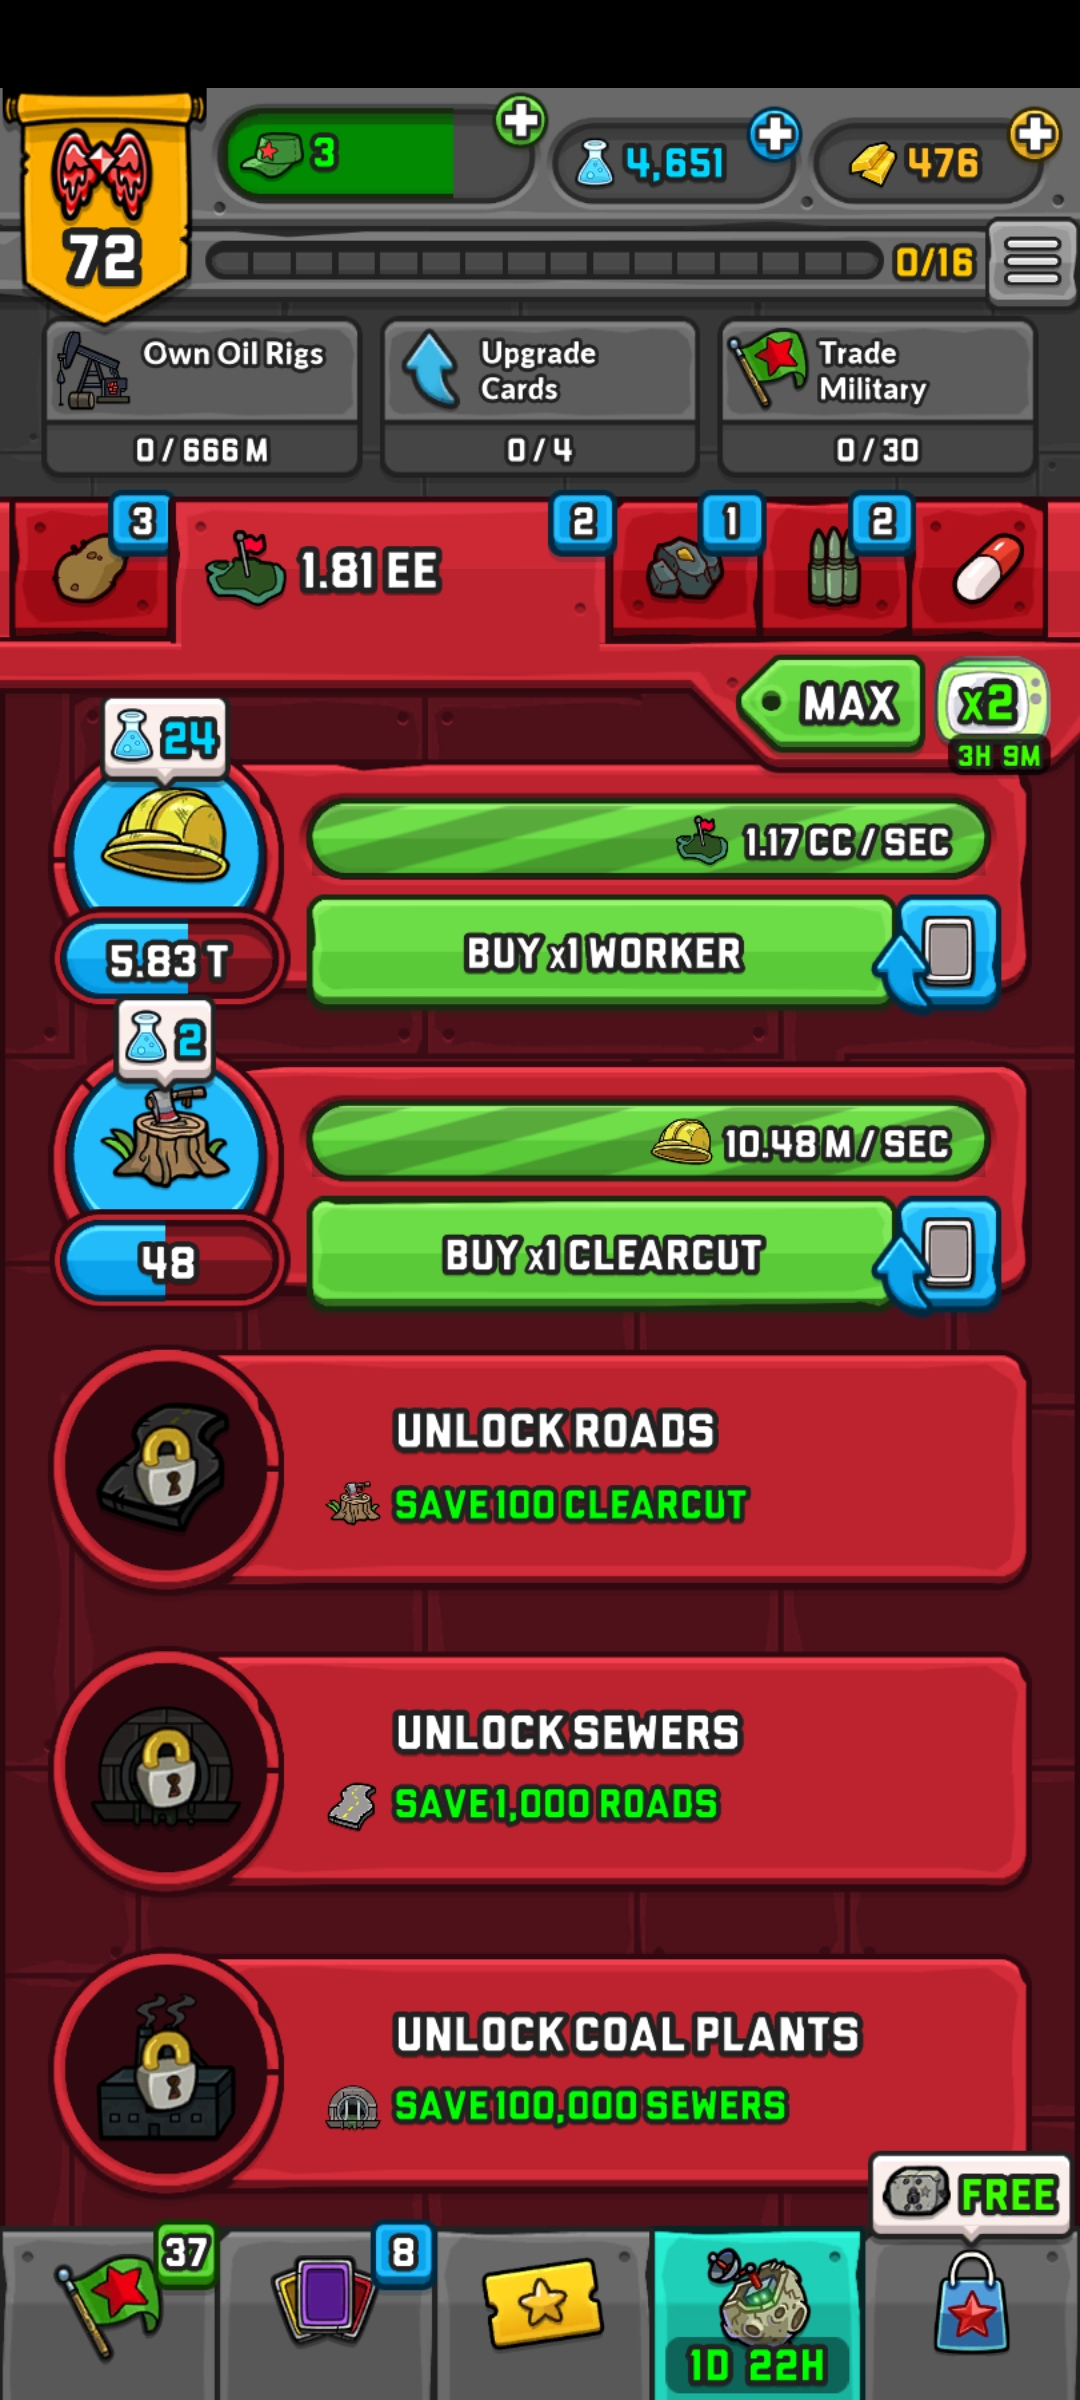 3
4,651
476
72
0/16
Own Oil Rigs
0 / 666 M
Upgrade
Cards
0 / 4
Trade
Military
0 / 30
3
1.81 EE
2
1
2
MAX
x2
3H 9M
24
1.17 CC / SEC
5.83 T
BUY x1 WORKER
2
10.48 M / SEC
48
BUY x1 CLEARCUT
UNLOCK ROADS
SAVE 100 CLEARCUT
UNLOCK SEWERS
SAVE 1,000 ROADS
UNLOCK COAL PLANTS
SAVE 100,000 SEWERS
FREE
37
8
1D 22H